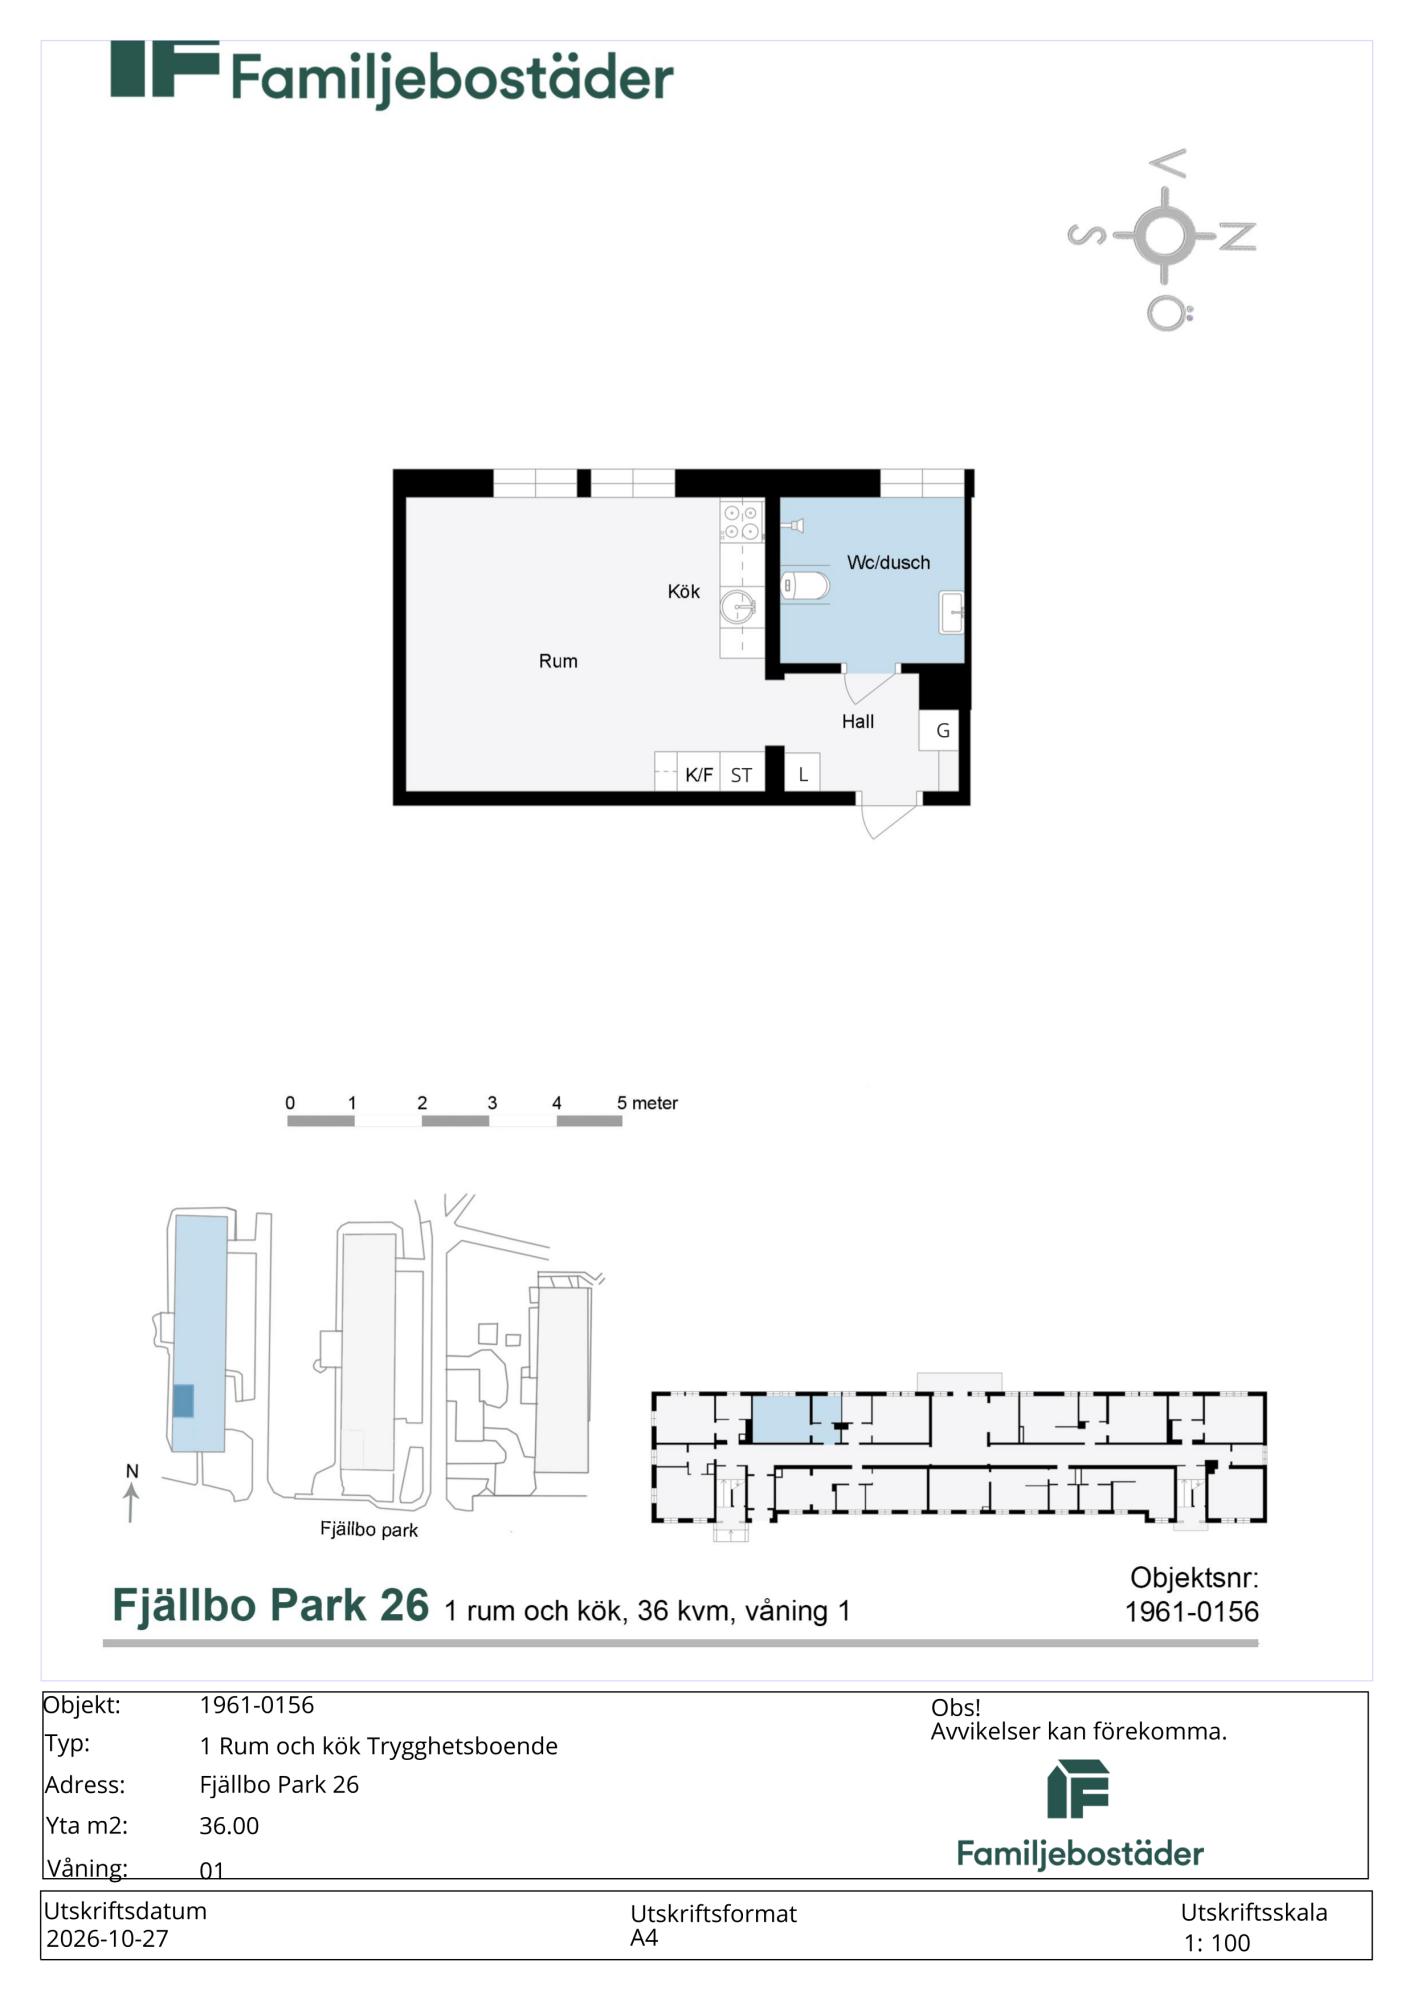 Familjebostäder
V
S
N
Ö
Wc/dusch
Kök
Rum
Hall
G
K/F
ST
L
0 1 2 3 4 5 meter
N
Fjällbo park
Objektsnr:
Fjällbo Park 26 1 rum och kök, 36 kvm, våning 1
1961-0156
Objekt: 1961-0156
Typ: 1 Rum och kök Trygghetsboende
Adress: Fjällbo Park 26
Yta m2: 36.00
Våning: 01
Obs!
Avvikelser kan förekomma.
Familjebostäder
Utskriftsdatum
2026-10-27
Utskriftsformat
A4
Utskriftsskala
1: 100